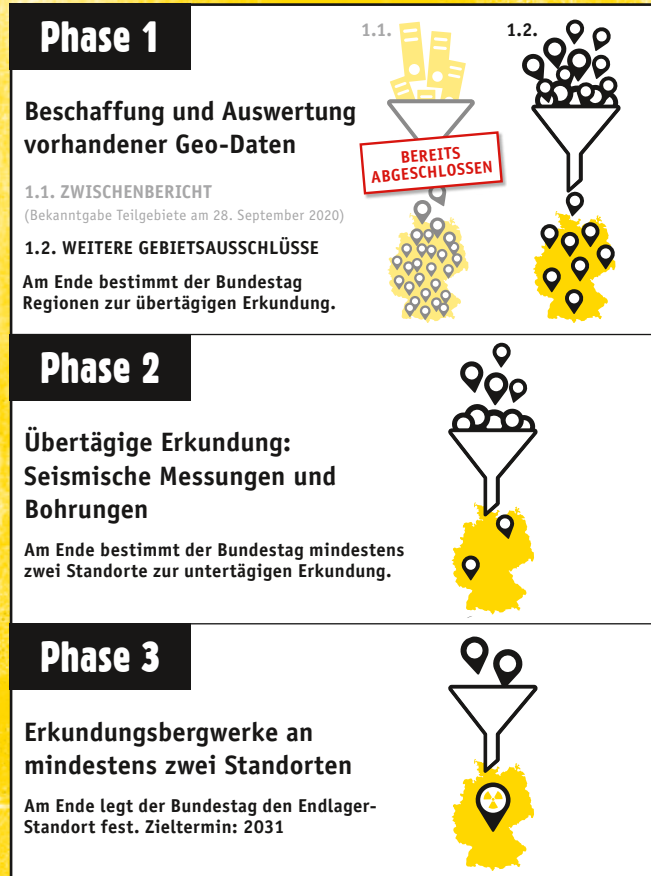 Phase 1
1.1.
1.2.
Beschaffung und Auswertung
vorhandener Geo-Daten
BEREITS
ABGESCHLOSSEN
1.1. ZWISCHENBERICHT
(Bekanntgabe Teilgebiete am 28. September 2020)
1.2. WEITERE GEBIETSAUSSCHLÜSSE
Am Ende bestimmt der Bundestag
Regionen zur übertägigen Erkundung.
Phase 2
Übertägige Erkundung:
Seismische Messungen und
Bohrungen
Am Ende bestimmt der Bundestag mindestens
zwei Standorte zur untertägigen Erkundung.
Phase 3
Erkundungsbergwerke an
mindestens zwei Standorten
Am Ende legt der Bundestag den Endlager-
Standort fest. Zieltermin: 2031